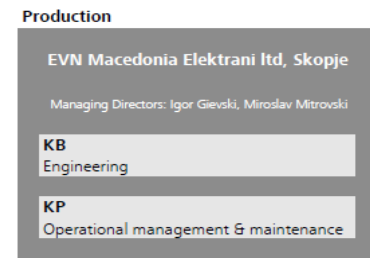 Production
EVN Macedonia Elektrani ltd, Skopje
Managing Directors: Igor Gievski, Miroslav Mitrovski
KB
Engineering
KP
Operational management & maintenance